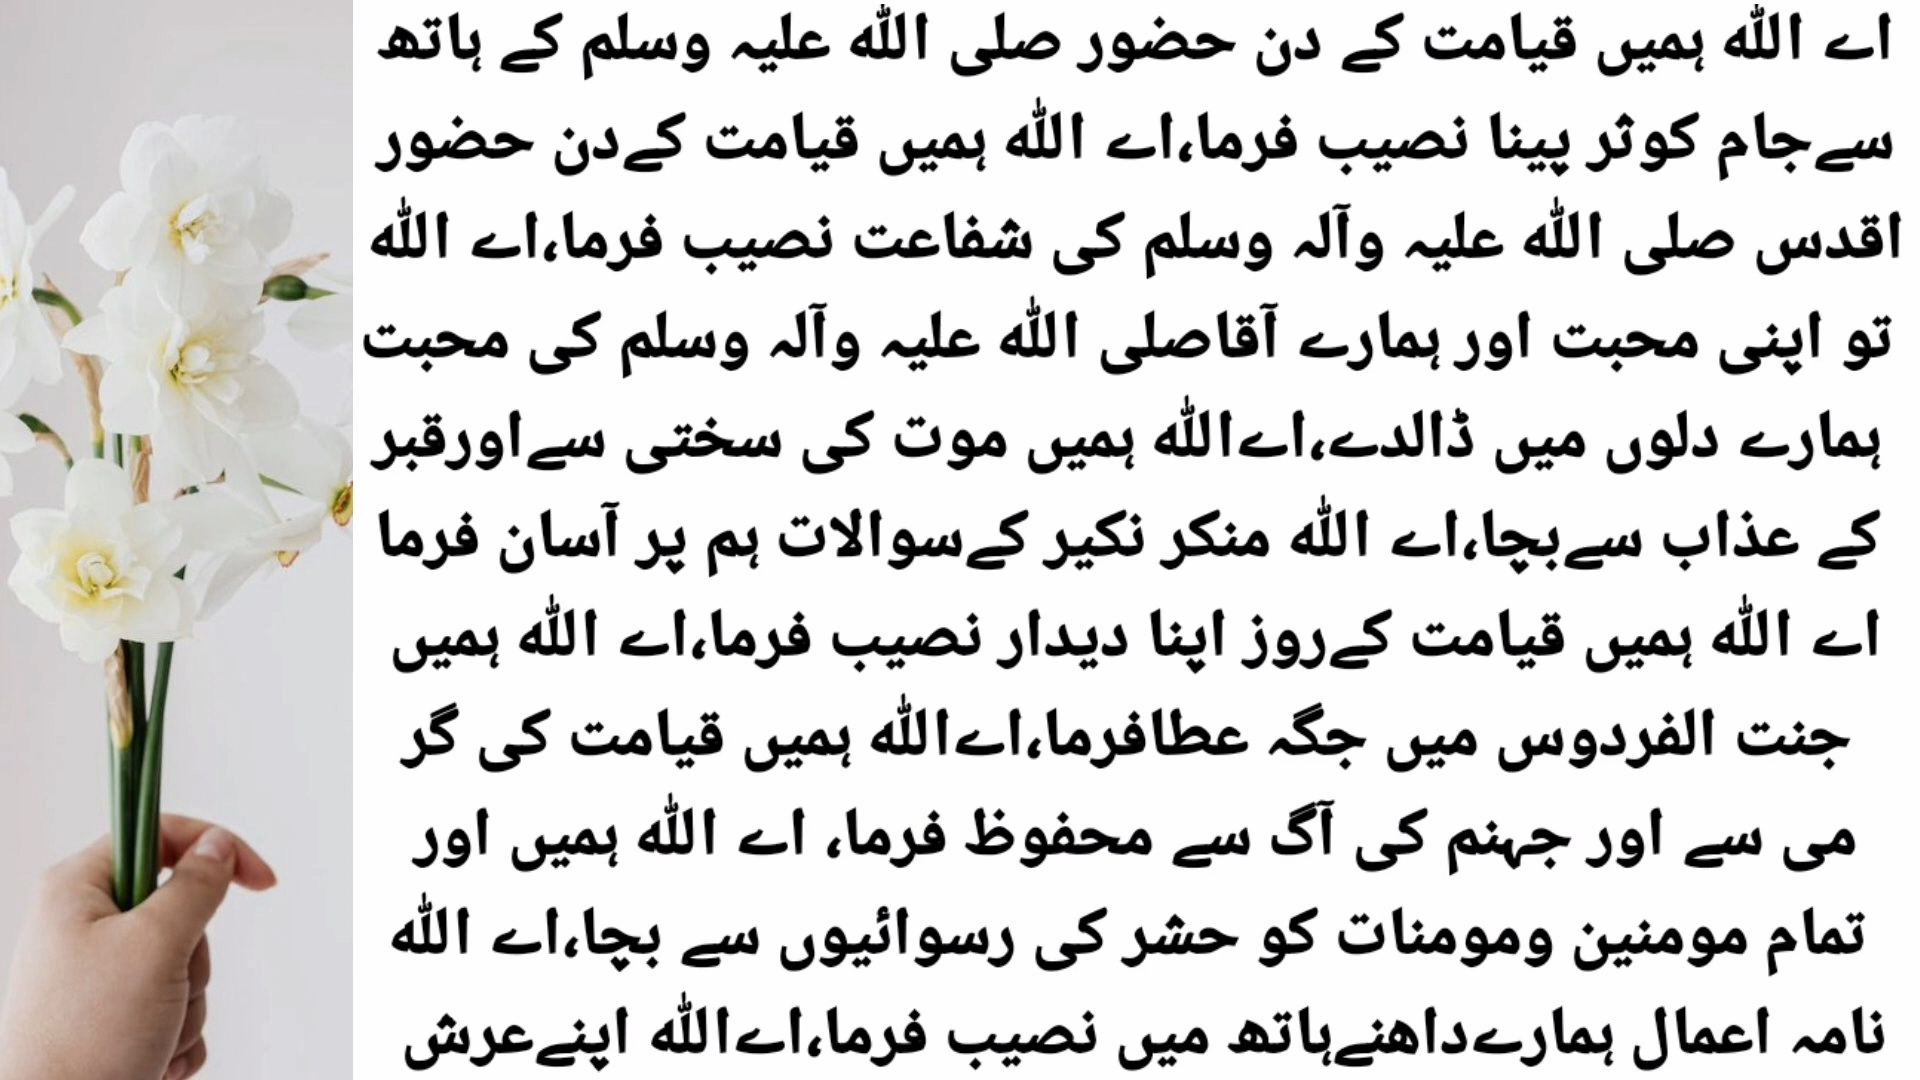 اے اللہ ہمیں قیامت کے دن حضور صلی اللہ علیہ وسلم کے ہاتھ
سےجام کوثر پینا نصیب فرما،اے اللہ ہمیں قیامت کےدن حضور
اقدس صلی اللہ علیہ وآلہ وسلم کی شفاعت نصیب فرما،اے اللہ
تو اپنی محبت اور ہمارے آقاصلی اللہ علیہ وآلہ وسلم کی محبت
ہمارے دلوں میں ڈالدے،اےاللہ ہمیں موت کی سختی سےاورقبر
کے عذاب سےبچا،اے اللہ منکر نکیر کےسوالات ہم پر آسان فرما
اے اللہ ہمیں قیامت کےروز اپنا دیدار نصیب فرما،اے اللہ ہمیں
جنت الفردوس میں جگہ عطافرما،اےاللہ ہمیں قیامت کی گر
می سے اور جہنم کی آگ سے محفوظ فرما، اے اللہ ہمیں اور
تمام مومنین ومومنات کو حشر کی رسوائیوں سے بچا،اے اللہ
نامہ اعمال ہمارےداھنےہاتھ میں نصیب فرما،اےاللہ اپنےعرش